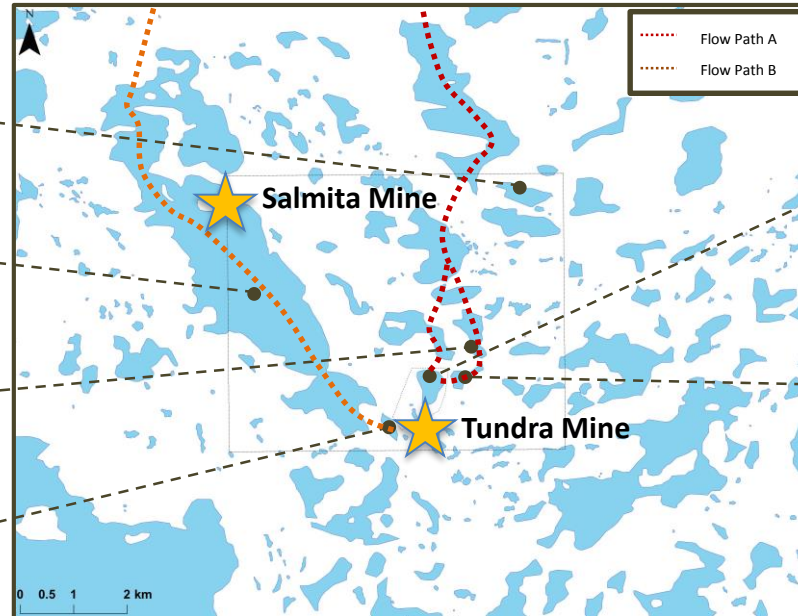 N
Flow Path A
Flow Path B
Salmita Mine
Tundra Mine
0 0.5 1 2 km